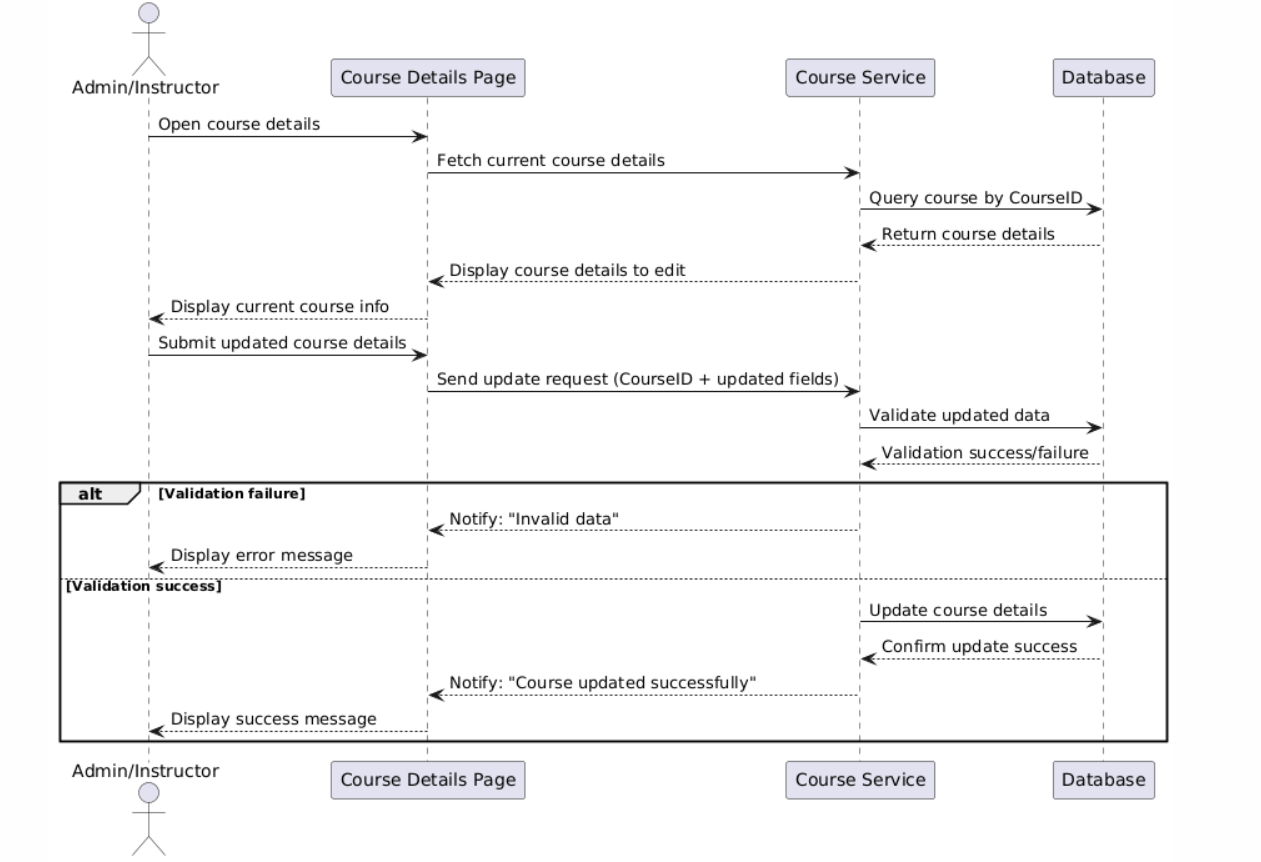 Admin/Instructor
Course Details Page
Course Service
Database
Open course details
Fetch current course details
Query course by CourseID
Return course details
Display course details to edit
Display current course info
Submit updated course details
Send update request (CourseID + updated fields)
Validate updated data
Validation success/failure
alt
[Validation failure]
Notify: "Invalid data"
Display error message
[Validation success]
Update course details
Confirm update success
Notify: "Course updated successfully"
Display success message
Admin/Instructor
Course Details Page
Course Service
Database